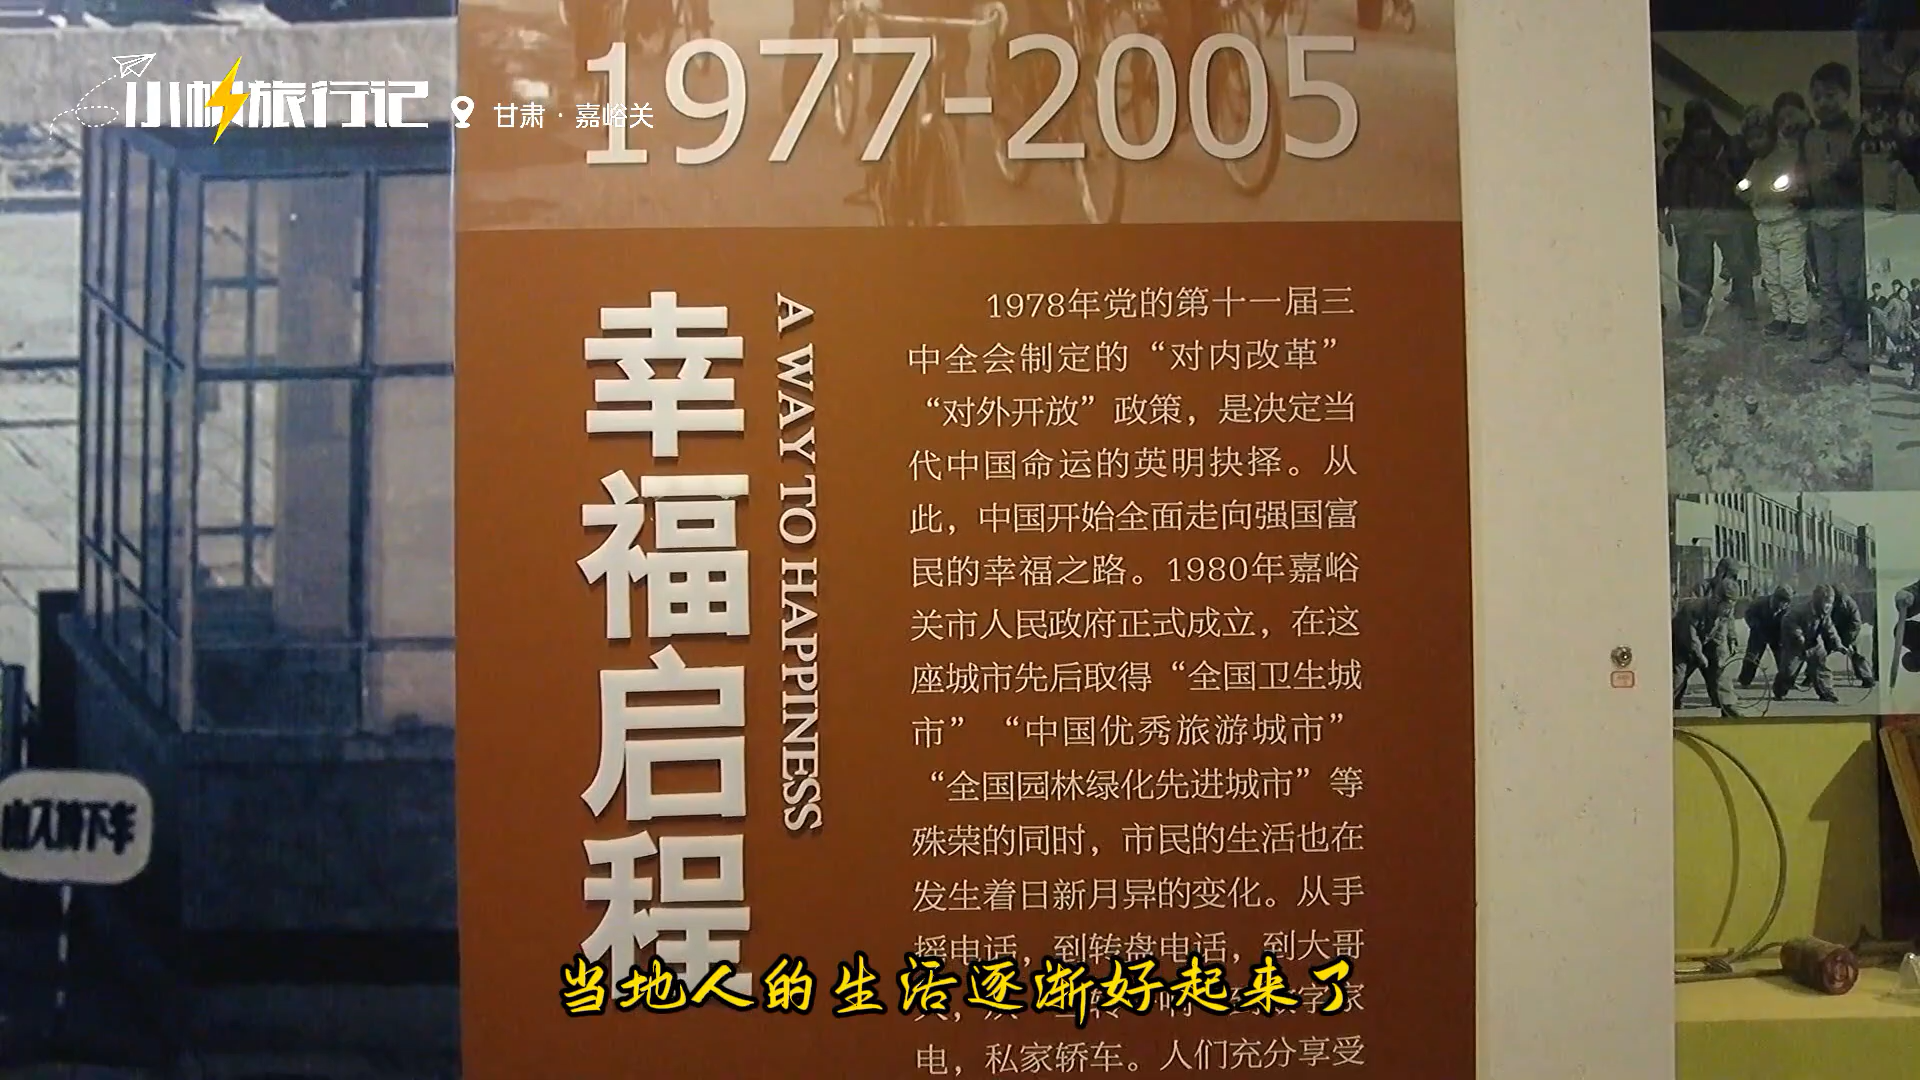 小帆旅行记
甘肃·嘉峪关
1977-2005
幸福启程
A WAY TO HAPPINESS
1978年党的第十一届三
中全会制定的“对内改革”
“对外开放”政策，是决定当
代中国命运的英明抉择。从
此，中国开始全面走向强国富
民的幸福之路。1980年嘉峪
关市人民政府正式成立，在这
座城市先后取得“全国卫生城
市”“中国优秀旅游城市”
“全国园林绿化先进城市”等
殊荣的同时，市民的生活也在
发生着日新月异的变化。从手
摇电话，到转盘电话，到大哥
电，私家轿车。人们充分享受
出入请下车
当地人的生活逐渐好起来了